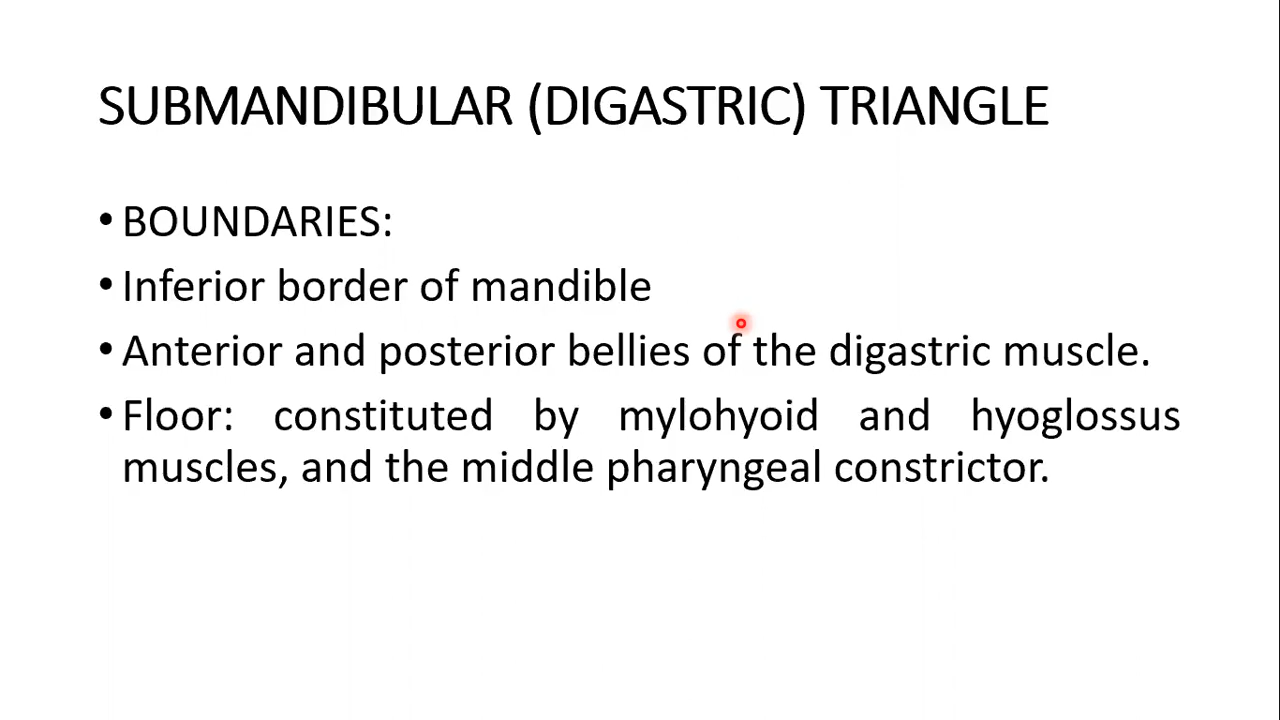 SUBMANDIBULAR (DIGASTRIC) TRIANGLE
• BOUNDARIES:
• Inferior border of mandible
• Anterior and posterior bellies of the digastric muscle.
• Floor: constituted by mylohyoid and hyoglossus
muscles, and the middle pharyngeal constrictor.